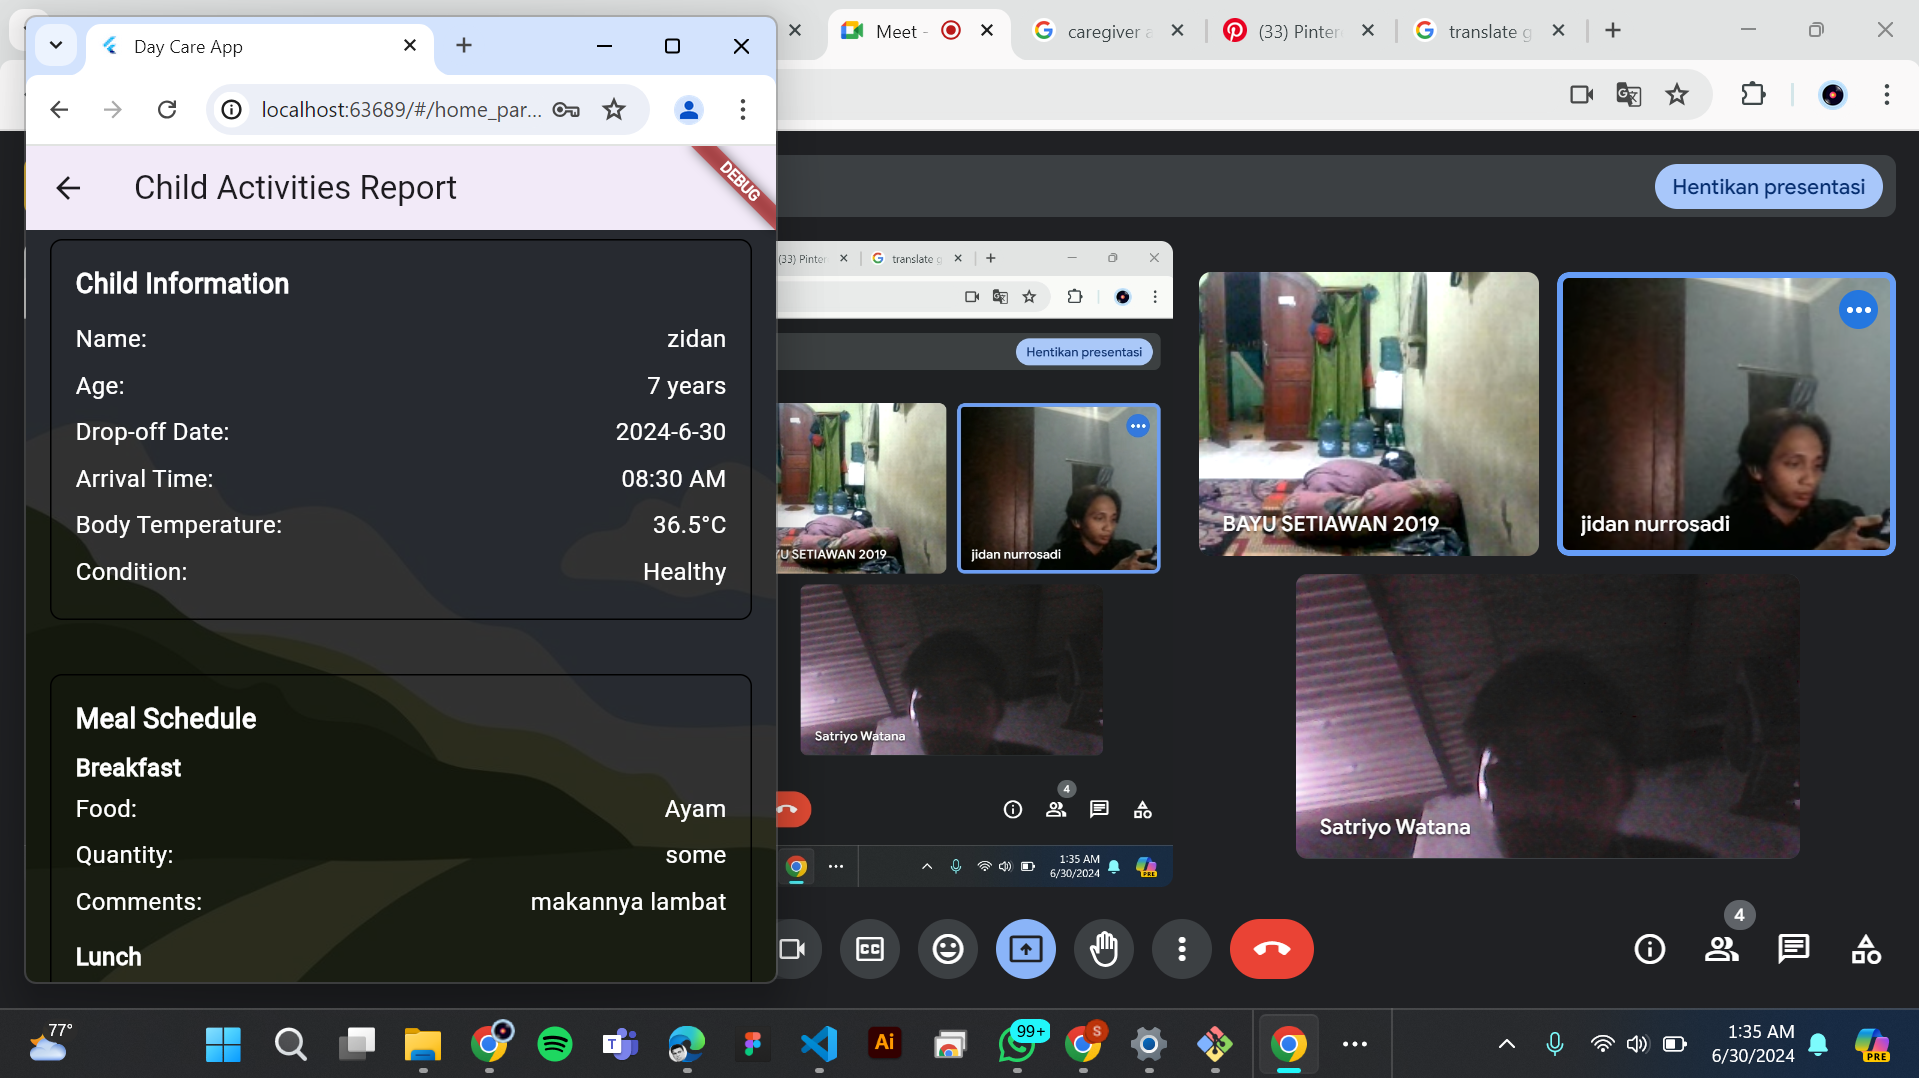 Day Care App
localhost:63689/#/home_par...
Child Activities Report
DEBUG
Child Information
Name: zidan
Age: 7 years
Drop-off Date: 2024-6-30
Arrival Time: 08:30 AM
Body Temperature: 36.5°C
Condition: Healthy
Meal Schedule
Breakfast
Food: Ayam
Quantity: some
Comments: makannya lambat
Lunch
Meet -
caregiver a
(33) Pinter
translate g
Hentikan presentasi
(33) Pinter
translate g
Hentikan presentasi
U SETIAWAN 2019
jidan nurrosadi
Satriyo Watana
4
1:35 AM
6/30/2024
PRE
BAYU SETIAWAN 2019
jidan nurrosadi
Satriyo Watana
CC
4
77°
T
Ai
99+
S
1:35 AM
6/30/2024
PRE